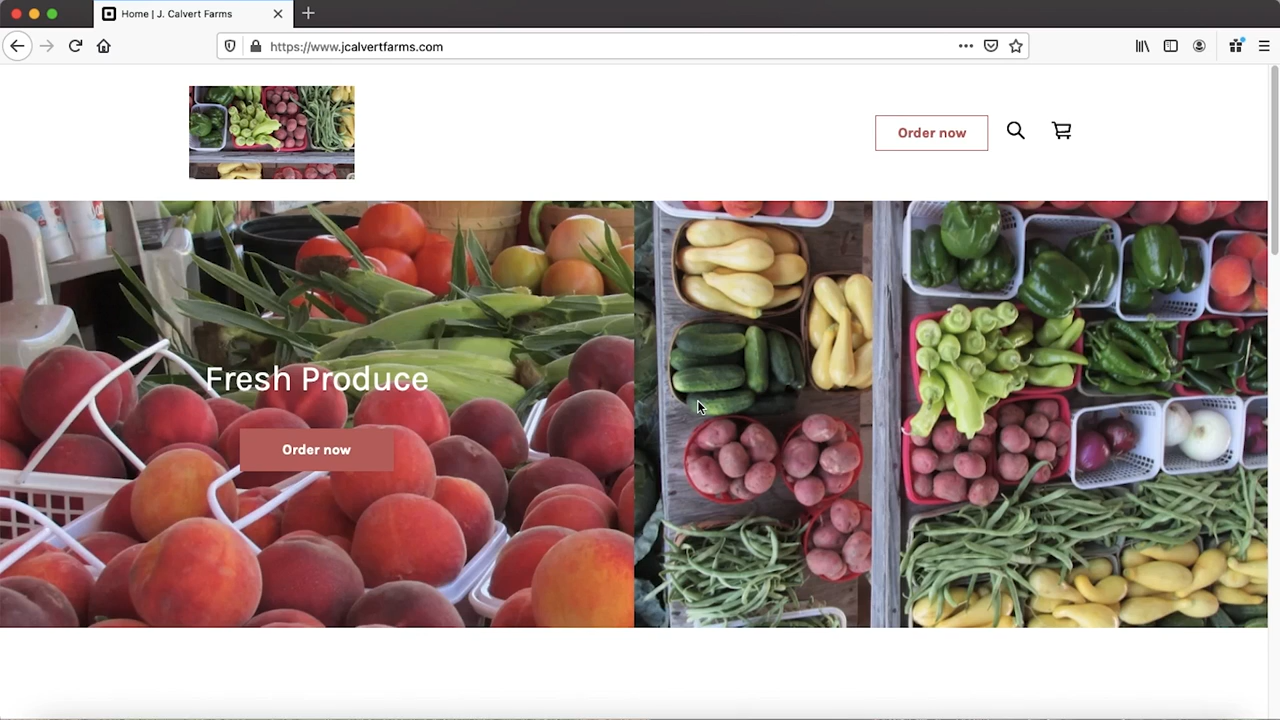 Home | J. Calvert Farms
https://www.jcalvertfarms.com
Order now
Fresh Produce
Order now